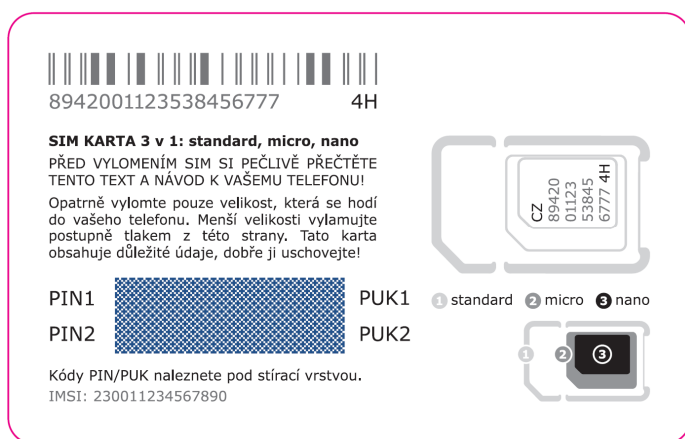 8942001123538456777 4H
SIM KARTA 3 v 1: standard, micro, nano
PŘED VYLOMENÍM SIM SI PEČLIVĚ PŘEČTĚTE
TENTO TEXT A NÁVOD K VAŠEMU TELEFONU!
Opatrně vylomte pouze velikost, která se hodí
do vašeho telefonu. Menší velikosti vylamujte
postupně tlakem z této strany. Tato karta
obsahuje důležité údaje, dobře ji uschovejte!
PIN1 PUK1
PIN2 PUK2
Kódy PIN/PUK naleznete pod stírací vrstvou.
IMSI: 230011234567890
CZ
89420
01123
53845
6777 4H
1 standard 2 micro 3 nano
1 2 3